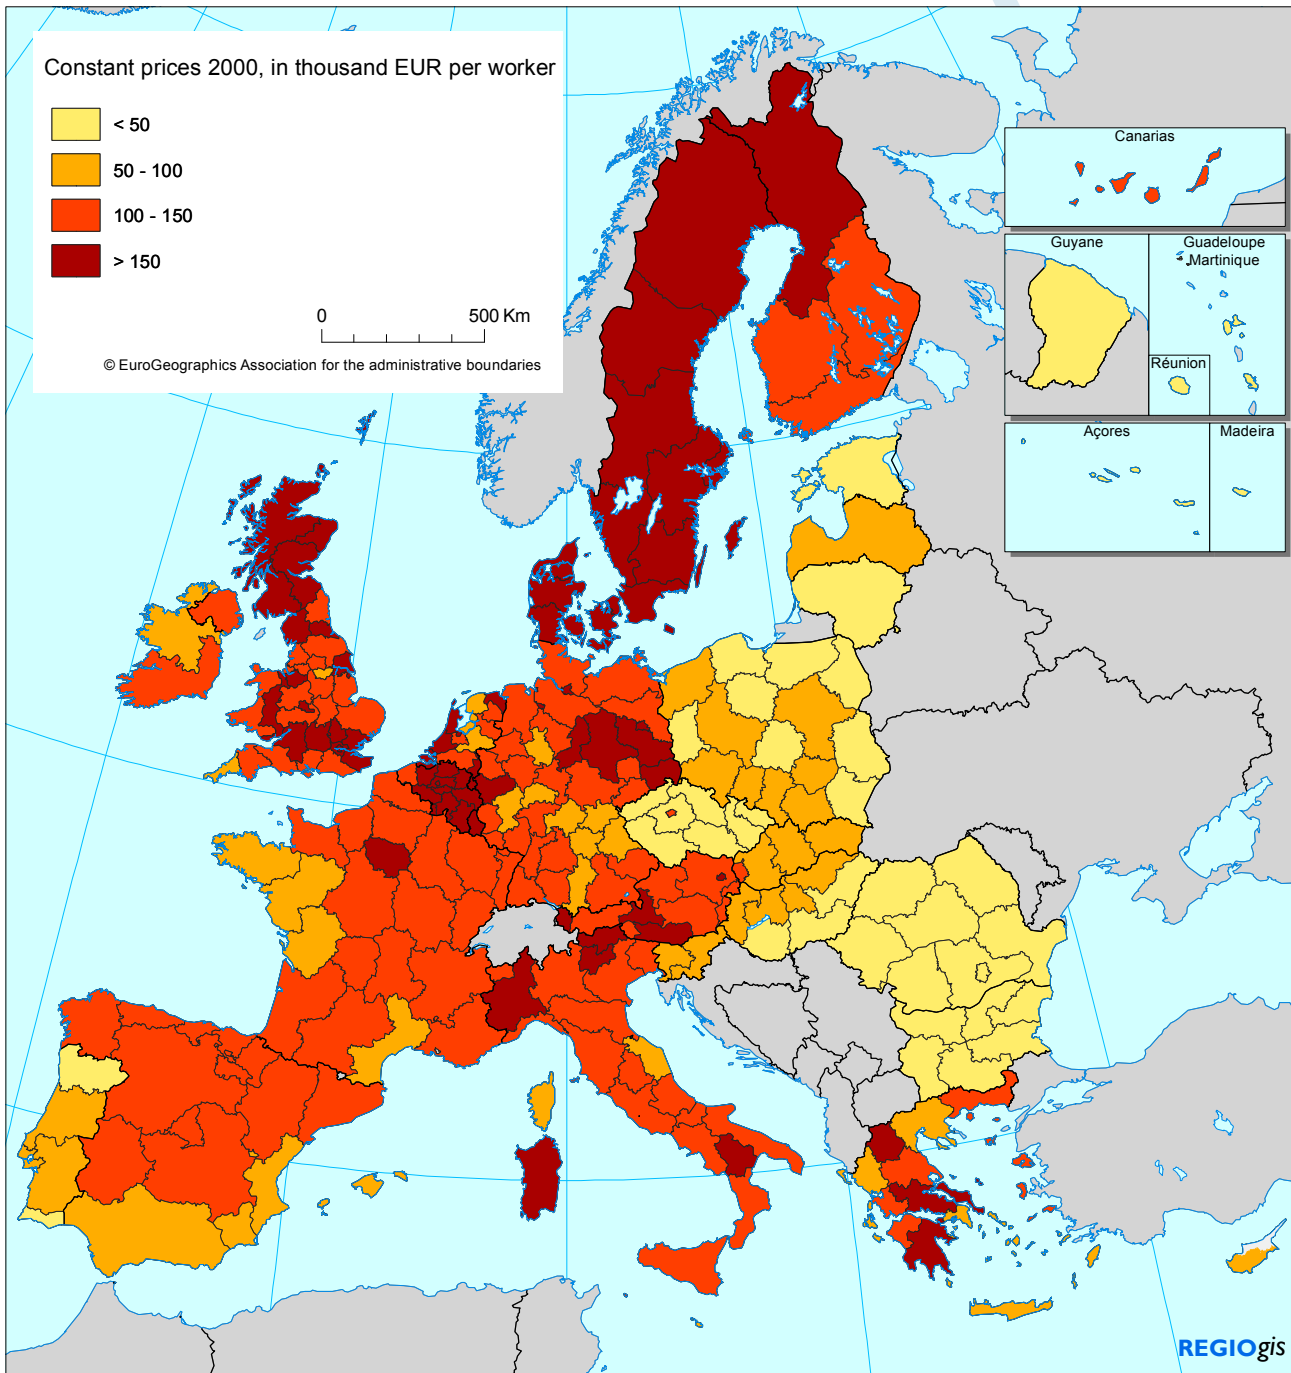 Constant prices 2000, in thousand EUR per worker
< 50
50 - 100
100 - 150
> 150
0 500 Km
© EuroGeographics Association for the administrative boundaries
Canarias
Guyane
Guadeloupe
Martinique
Réunion
Açores
Madeira
REGIOgis